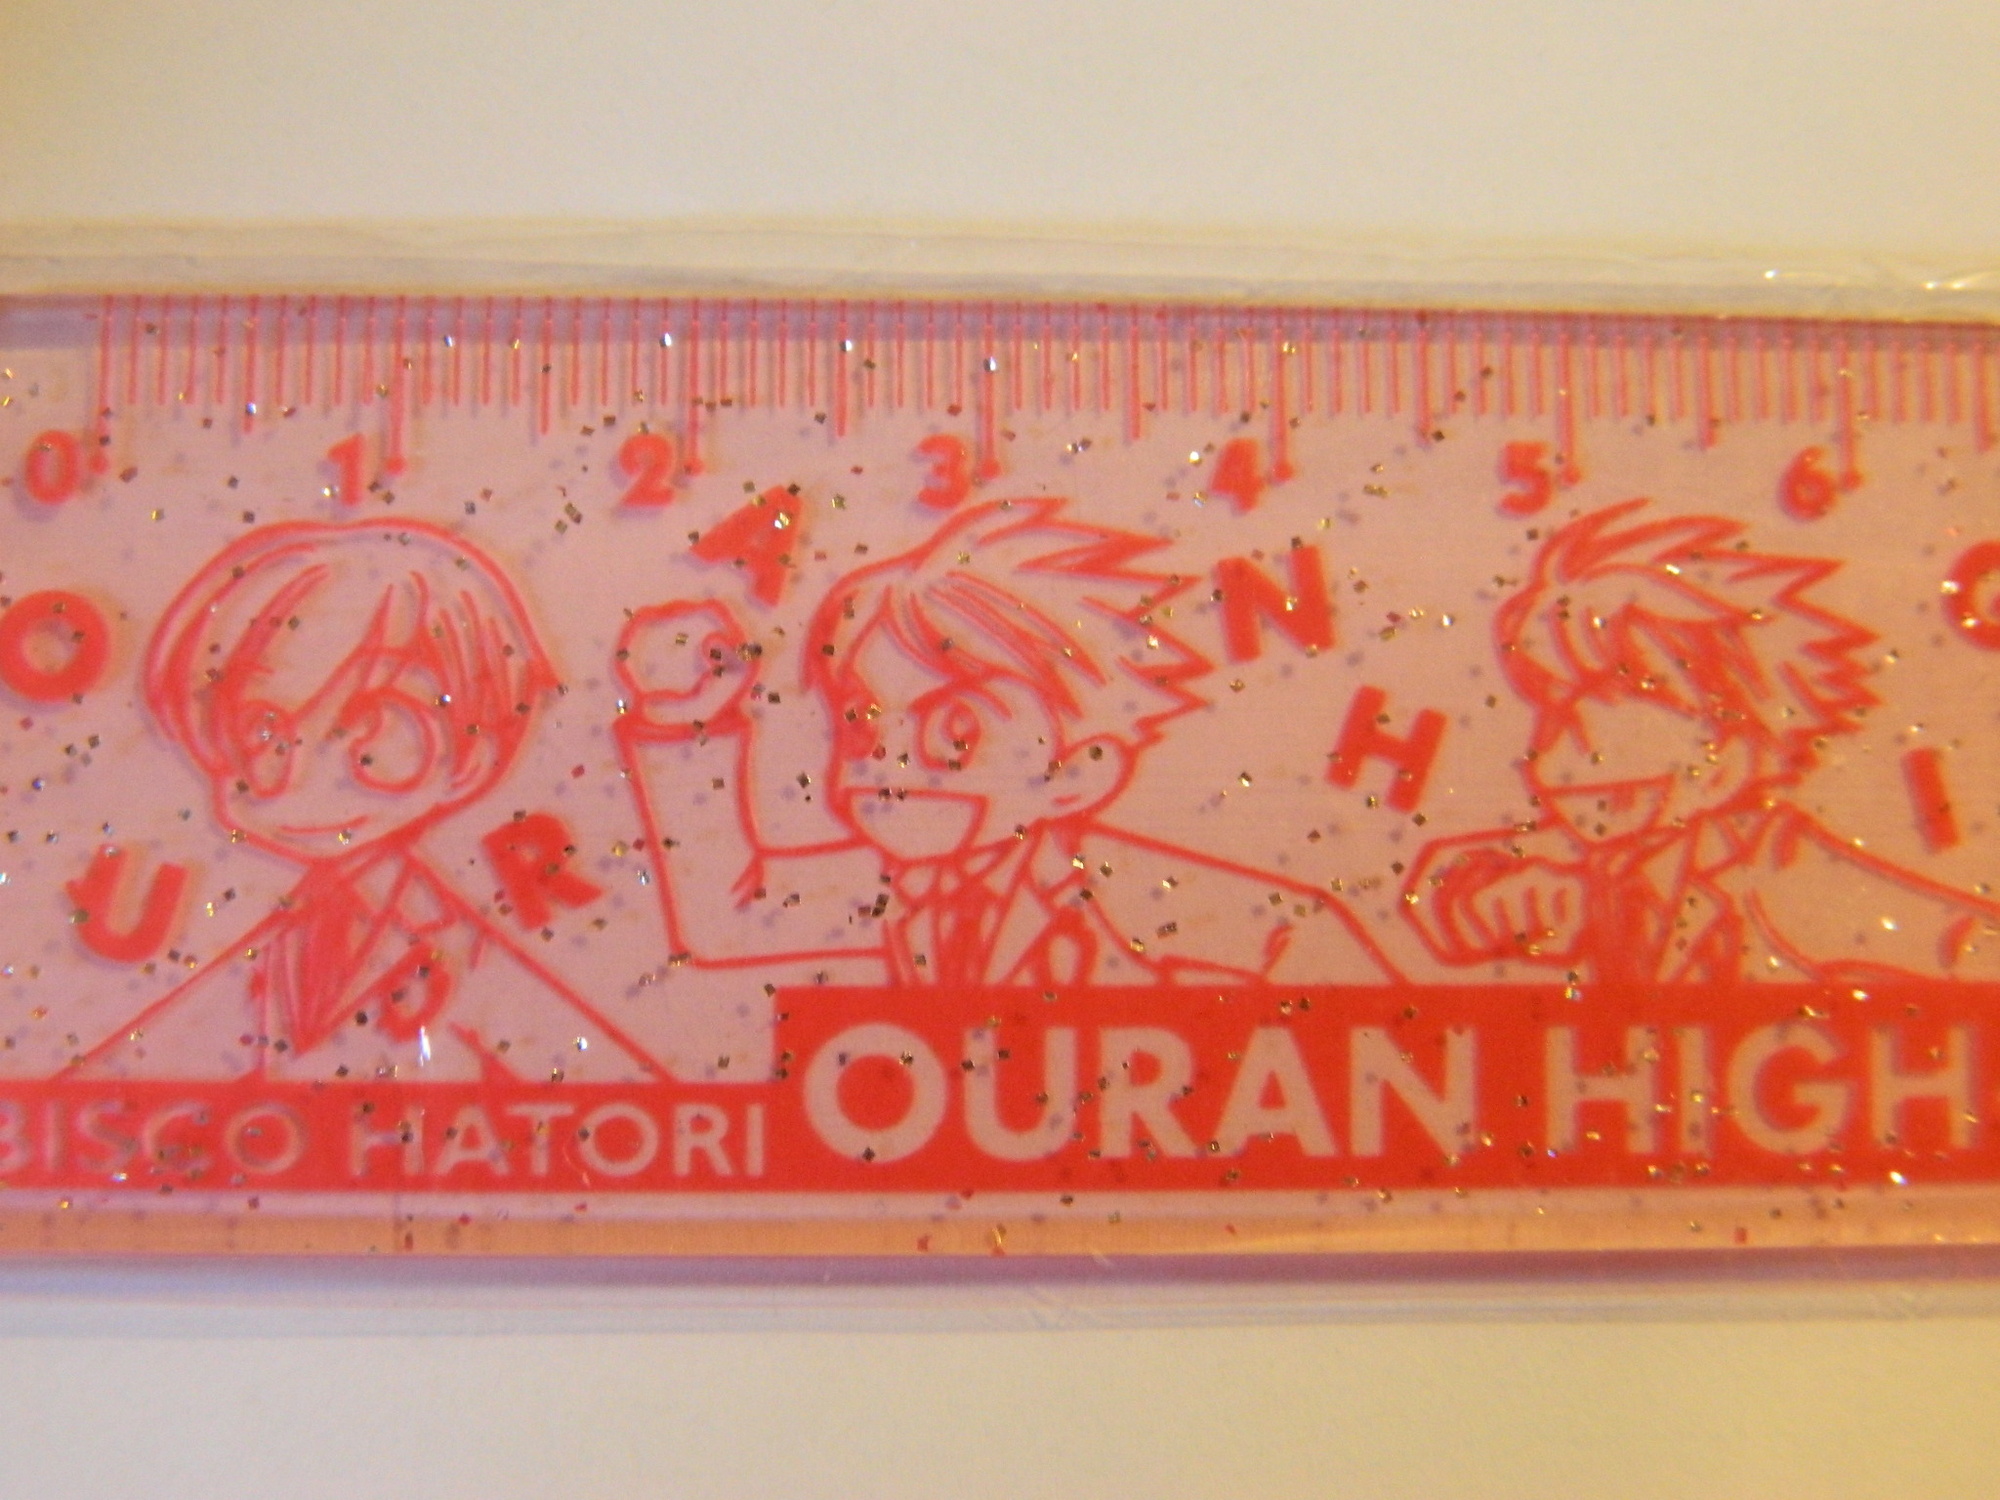 0 1 2 3 4 5 6
O U R A N H I G
BISCO HATORI OURAN HIGH